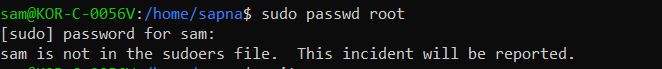 sam@KOR-C-0056V:/home/sapna$ sudo passwd root
[sudo] password for sam:
sam is not in the sudoers file.  This incident will be reported.